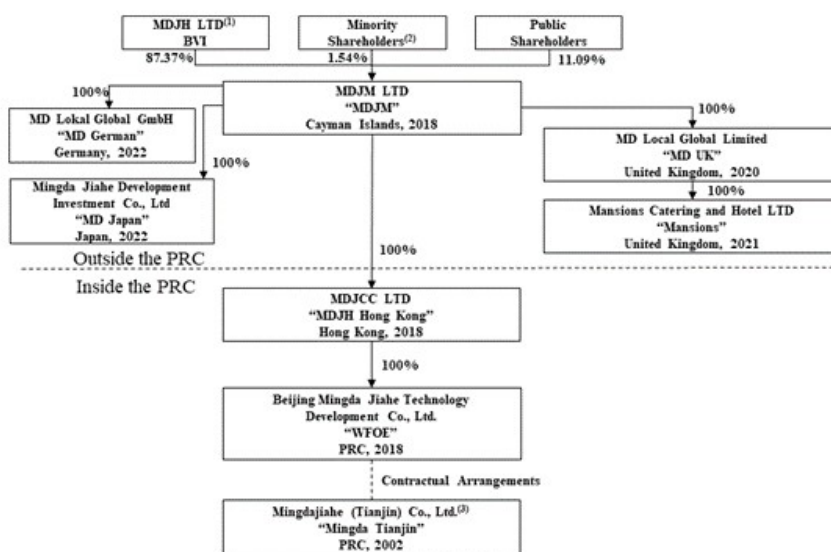 MDJH LTD(1)
BVI
Minority
Shareholders(2)
Public
Shareholders
87.37%
1.54%
11.09%
100%
MDJM LTD
“MDJM”
Cayman Islands, 2018
100%
MD Lokal Global GmbH
“MD German”
Germany, 2022
MD Local Global Limited
“MD UK”
United Kingdom, 2020
100%
100%
Mingda Jiahe Development
Investment Co., Ltd
“MD Japan”
Japan, 2022
Mansions Catering and Hotel LTD
“Mansions”
United Kingdom, 2021
100%
Outside the PRC
Inside the PRC
MDJCC LTD
“MDJH Hong Kong”
Hong Kong, 2018
100%
Beijing Mingda Jiahe Technology
Development Co., Ltd.
“WFOE”
PRC, 2018
Contractual Arrangements
Mingdajiahe (Tianjin) Co., Ltd.(3)
“Mingda Tianjin”
PRC, 2002